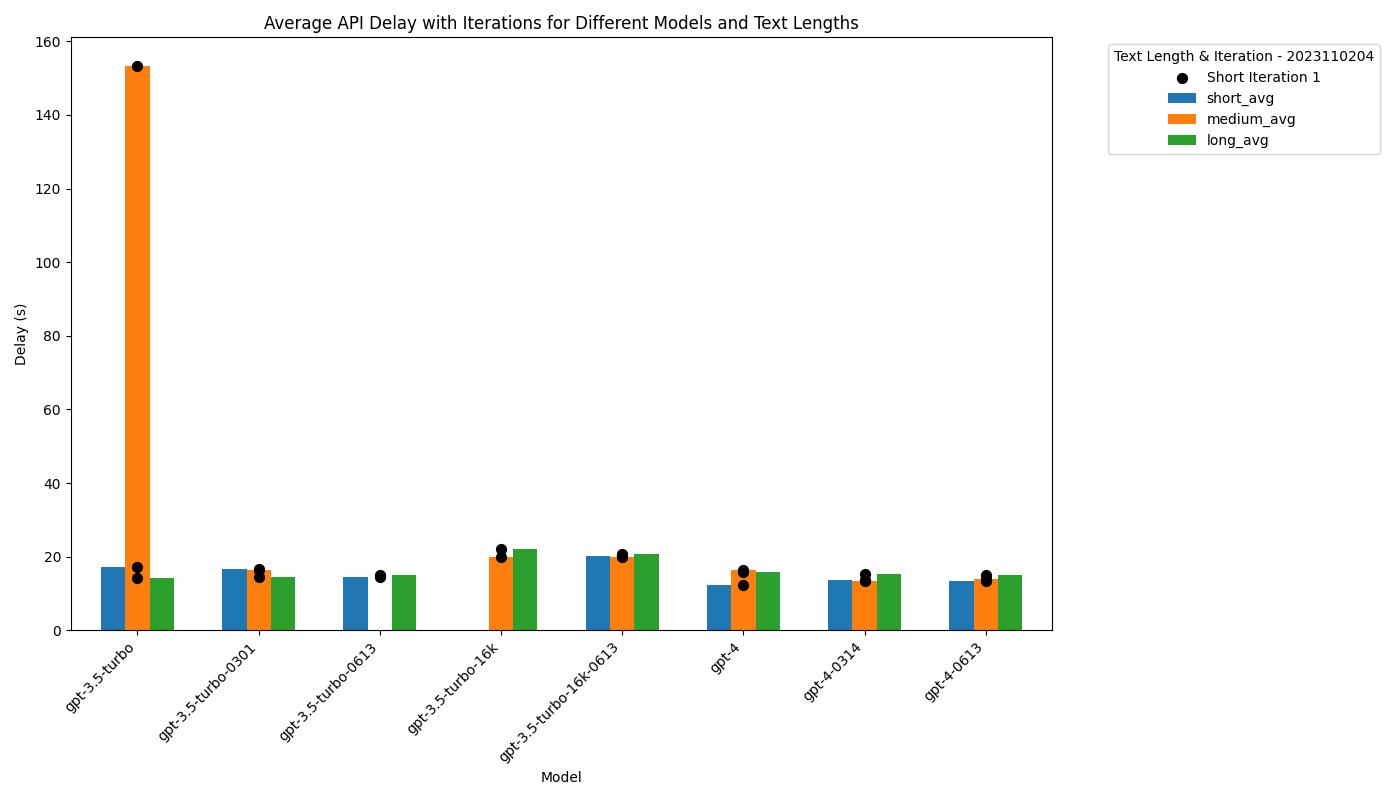 Average API Delay with Iterations for Different Models and Text Lengths
Text Length & Iteration - 2023110204
Short Iteration 1
short_avg
medium_avg
long_avg
Delay (s)
160
140
120
100
80
60
40
20
0
gpt-3.5-turbo
gpt-3.5-turbo-0301
gpt-3.5-turbo-0613
gpt-3.5-turbo-16k
gpt-3.5-turbo-16k-0613
gpt-4
gpt-4-0314
gpt-4-0613
Model